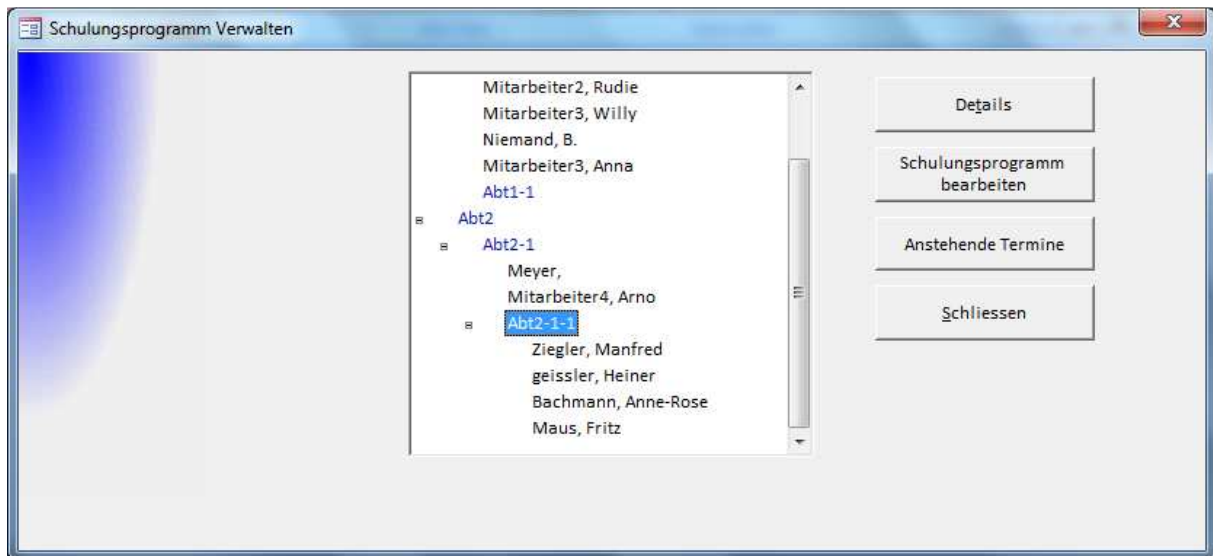 Schulungsprogramm Verwalten
Mitarbeiter2, Rudie
Mitarbeiter3, Willy
Niemand, B.
Mitarbeiter3, Anna
Abt1-1
Abt2
Abt2-1
Meyer,
Mitarbeiter4, Arno
Abt2-1-1
Ziegler, Manfred
geissler, Heiner
Bachmann, Anne-Rose
Maus, Fritz
Details
Schulungsprogramm
bearbeiten
Anstehende Termine
Schliessen